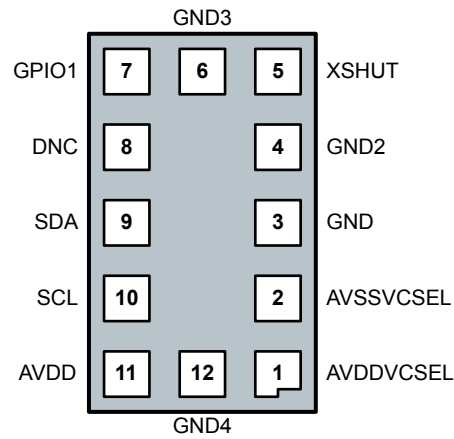 GND3
GPIO1 7 6 5 XSHUT
DNC 8 4 GND2
SDA 9 3 GND
SCL 10 2 AVSSVCSEL
AVDD 11 12 1 AVDDVCSEL
GND4